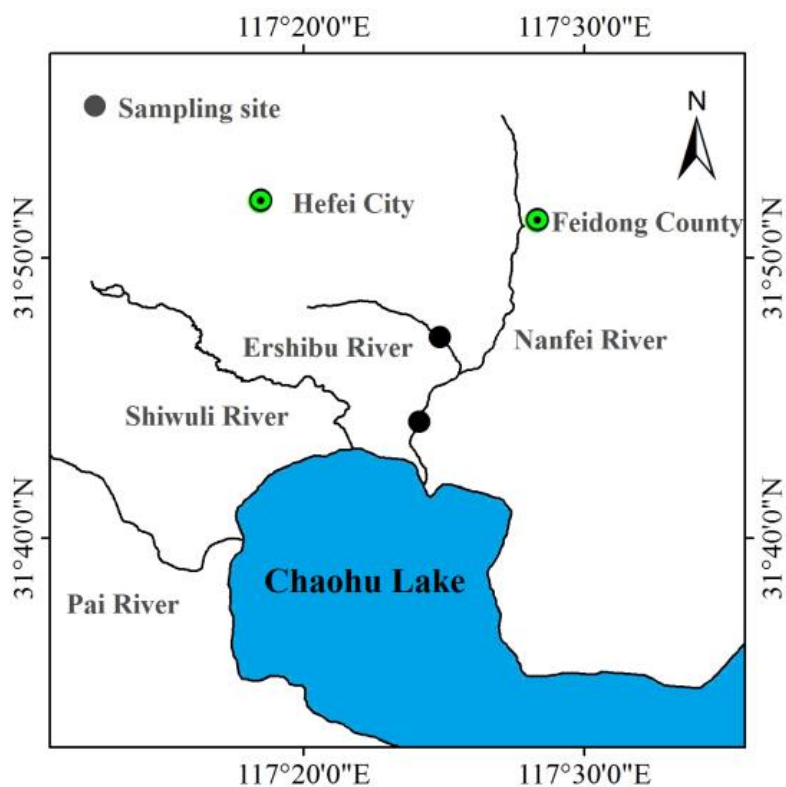 117°20'0"E
117°30'0"E
N
Sampling site
Hefei City
Feidong County
31°50'0"N
31°50'0"N
Ershibu River
Nanfei River
Shiwuli River
31°40'0"N
31°40'0"N
Chaohu Lake
Pai River
117°20'0"E
117°30'0"E